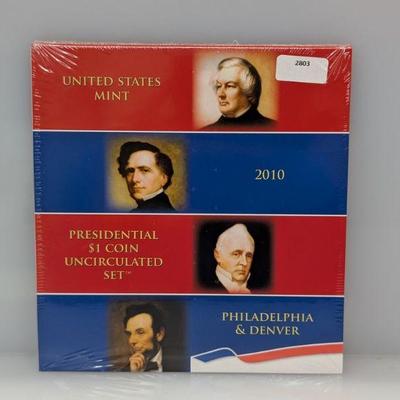 UNITED STATES
MINT
2803
2010
PRESIDENTIAL
$1 COIN
UNCIRCULATED
SET™
PHILADELPHIA
& DENVER